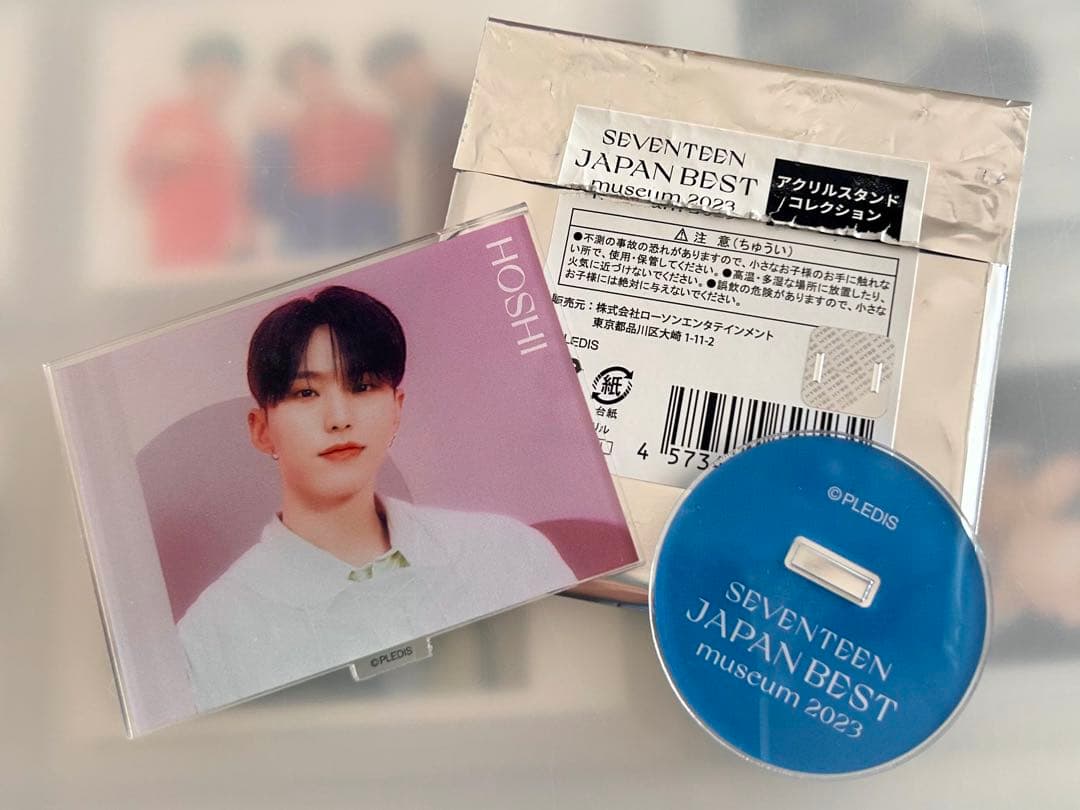 SEVENTEEN
JAPAN BEST
museum 2023
アクリルスタンド
/コレクション
⚠注 意(ちゅうい)
●不測の事故の恐れがありますので、小さなお子様のお手に触れな
い所で、使用・保管してください。●高温・多湿な場所に放置したり、
火気に近づけないでください。●誤飲の危険がありますので、小さな
お子様には絶対に与えないでください。
販売元:株式会社ローソンエンタテインメント
東京都品川区大崎 1-11-2
PLEDIS
紙
台紙
リル
4 573
HOSHI
©PLEDIS
©PLEDIS
SEVENTEEN
JAPAN BEST
museum 2023